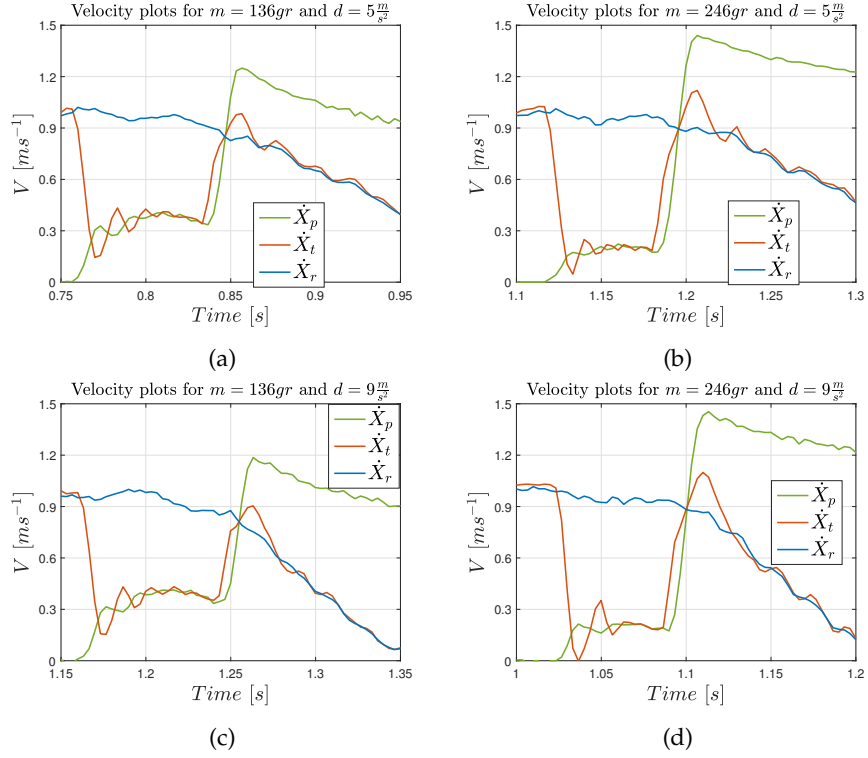 Velocity plots for m = 136gr and d = 5 m/s²
1.5
1.2
0.9
0.6
0.3
0
V [ms⁻¹]
Ẋp
Ẋt
Ẋr
0.75 0.8 0.85 0.9 0.95
Time [s]
(a)
Velocity plots for m = 246gr and d = 5 m/s²
1.5
1.2
0.9
0.6
0.3
0
V [ms⁻¹]
Ẋp
Ẋt
Ẋr
1.1 1.15 1.2 1.25 1.3
Time [s]
(b)
Velocity plots for m = 136gr and d = 9 m/s²
1.5
1.2
0.9
0.6
0.3
0
V [ms⁻¹]
Ẋp
Ẋt
Ẋr
1.15 1.2 1.25 1.3 1.35
Time [s]
(c)
Velocity plots for m = 246gr and d = 9 m/s²
1.5
1.2
0.9
0.6
0.3
0
V [ms⁻¹]
Ẋp
Ẋt
Ẋr
1 1.05 1.1 1.15 1.2
Time [s]
(d)